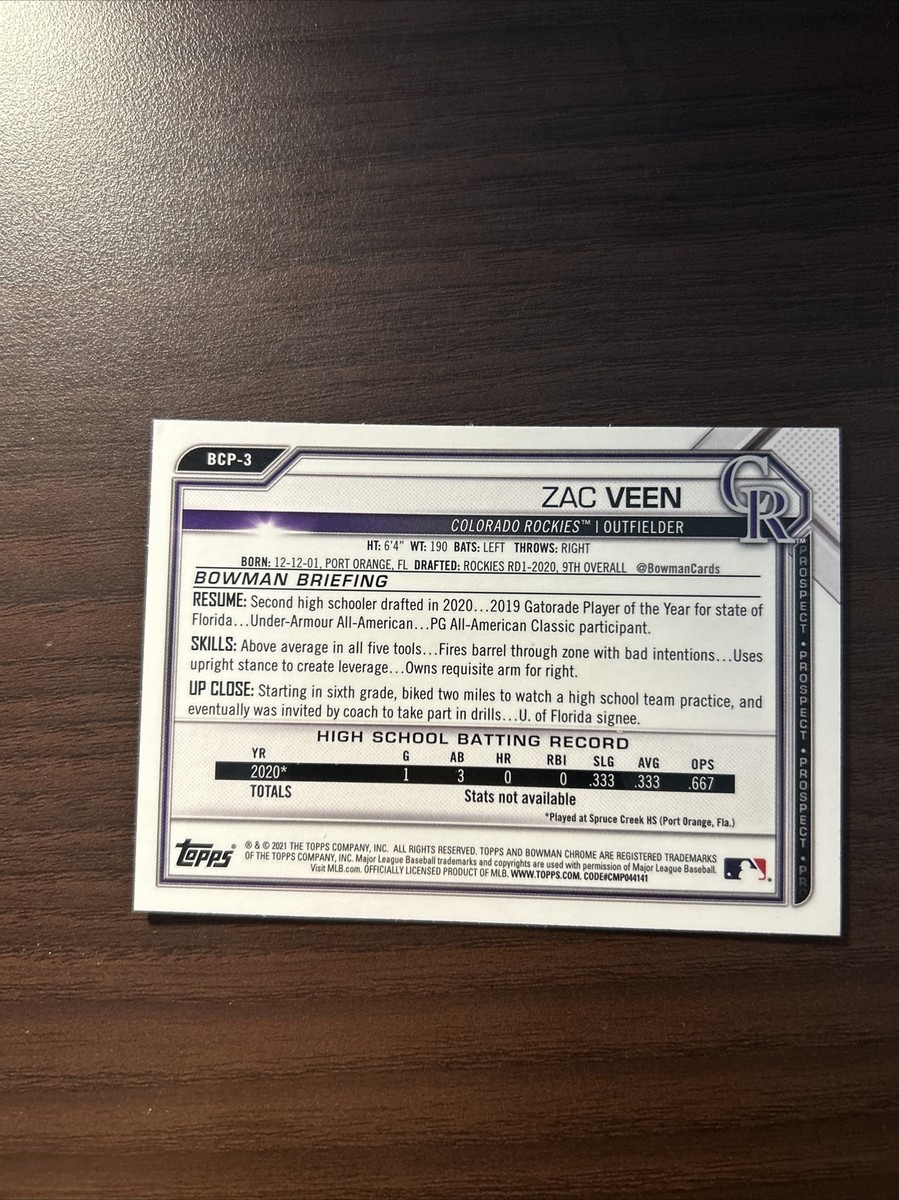 BCP-3
ZAC VEEN
CR
COLORADO ROCKIES™ | OUTFIELDER
HT: 6'4" WT: 190 BATS: LEFT THROWS: RIGHT
BORN: 12-12-01, PORT ORANGE, FL DRAFTED: ROCKIES RD1-2020, 9TH OVERALL @BowmanCards
BOWMAN BRIEFING
RESUME: Second high schooler drafted in 2020...2019 Gatorade Player of the Year for state of
Florida...Under-Armour All-American...PG All-American Classic participant.
SKILLS: Above average in all five tools...Fires barrel through zone with bad intentions...Uses
upright stance to create leverage...Owns requisite arm for right.
UP CLOSE: Starting in sixth grade, biked two miles to watch a high school team practice, and
eventually was invited by coach to take part in drills...U. of Florida signee.
HIGH SCHOOL BATTING RECORD
YR G AB HR RBI SLG AVG OPS
2020* 1 3 0 0 .333 .333 .667
TOTALS Stats not available
*Played at Spruce Creek HS (Port Orange, Fla.)
Topps® ® & © 2021 THE TOPPS COMPANY, INC. ALL RIGHTS RESERVED. TOPPS AND BOWMAN CHROME ARE REGISTERED TRADEMARKS
OF THE TOPPS COMPANY, INC. Major League Baseball trademarks and copyrights are used with permission of Major League Baseball.
Visit MLB.com. OFFICIALLY LICENSED PRODUCT OF MLB. WWW.TOPPS.COM. CODE#CMP044141
PROSPECT • PROSPECT • PROSPECT • PR